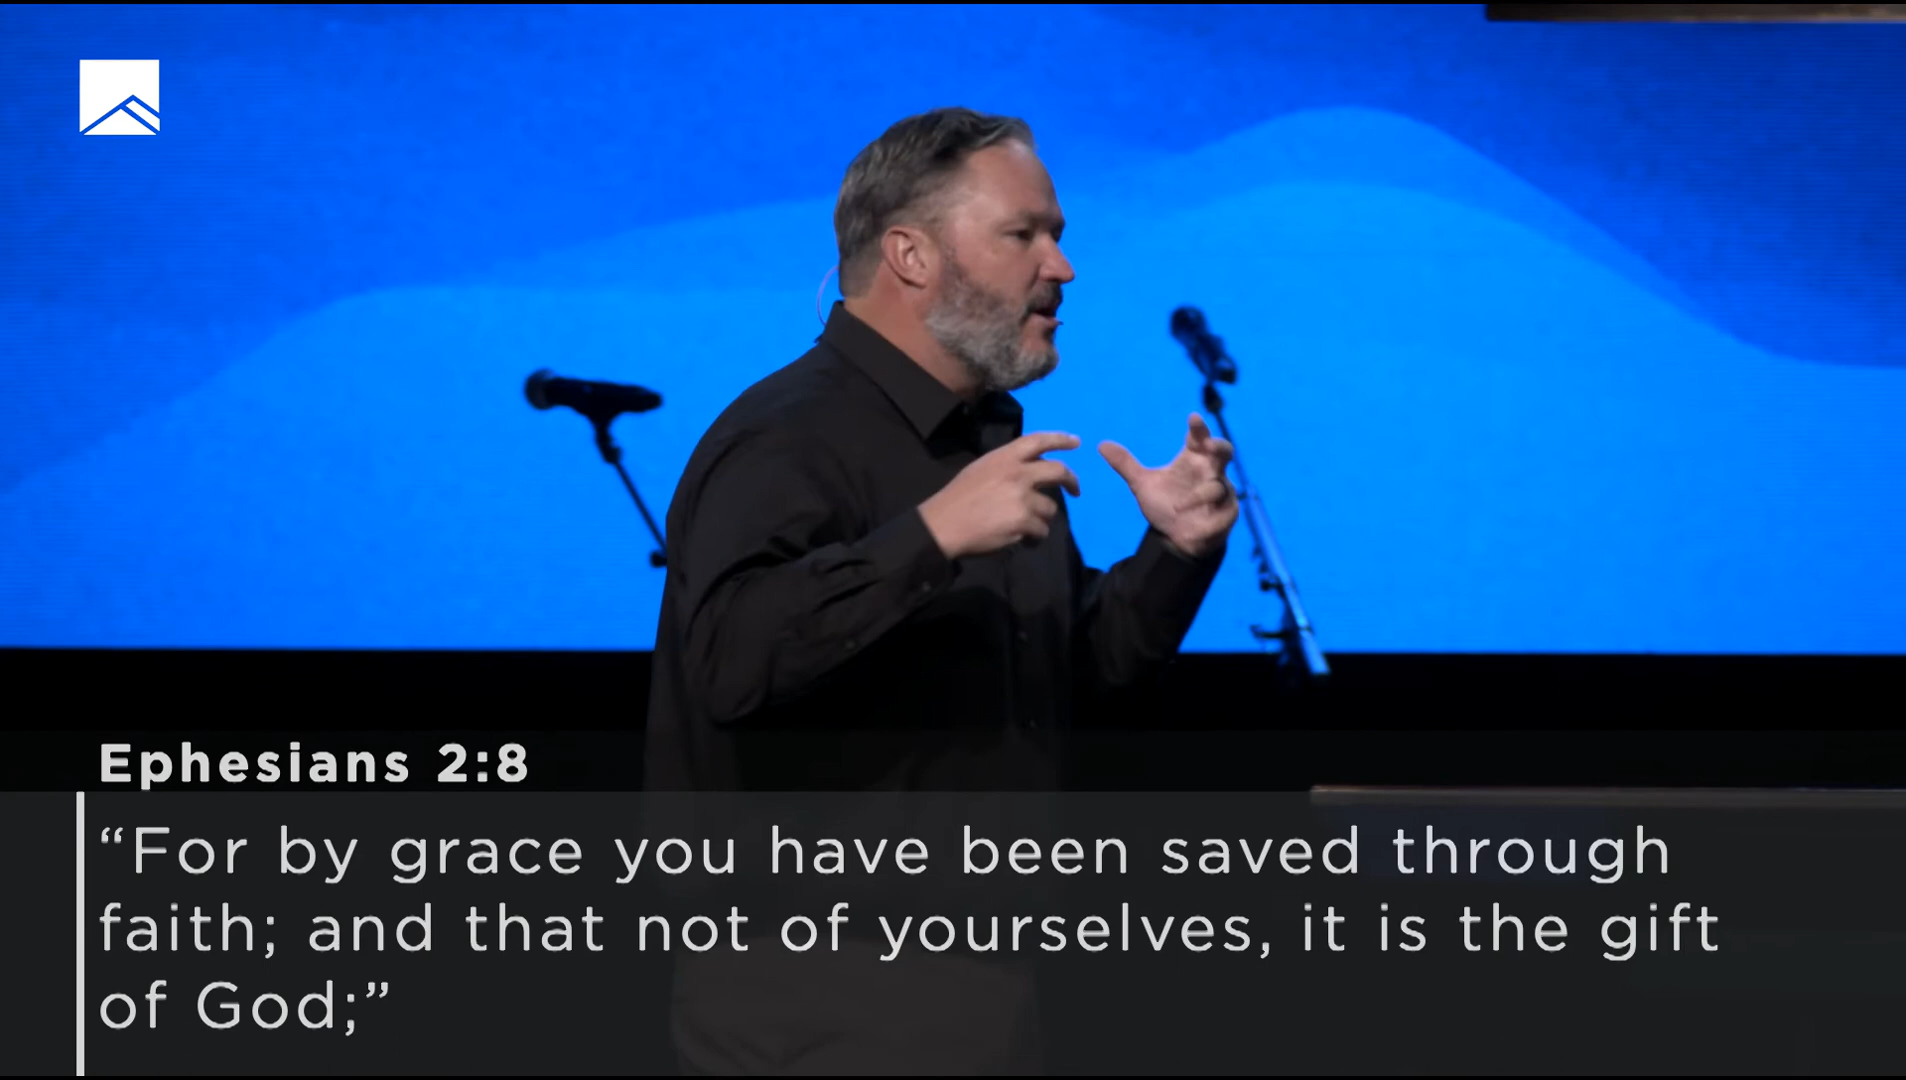 Ephesians 2:8
“For by grace you have been saved through
faith; and that not of yourselves, it is the gift
of God;”